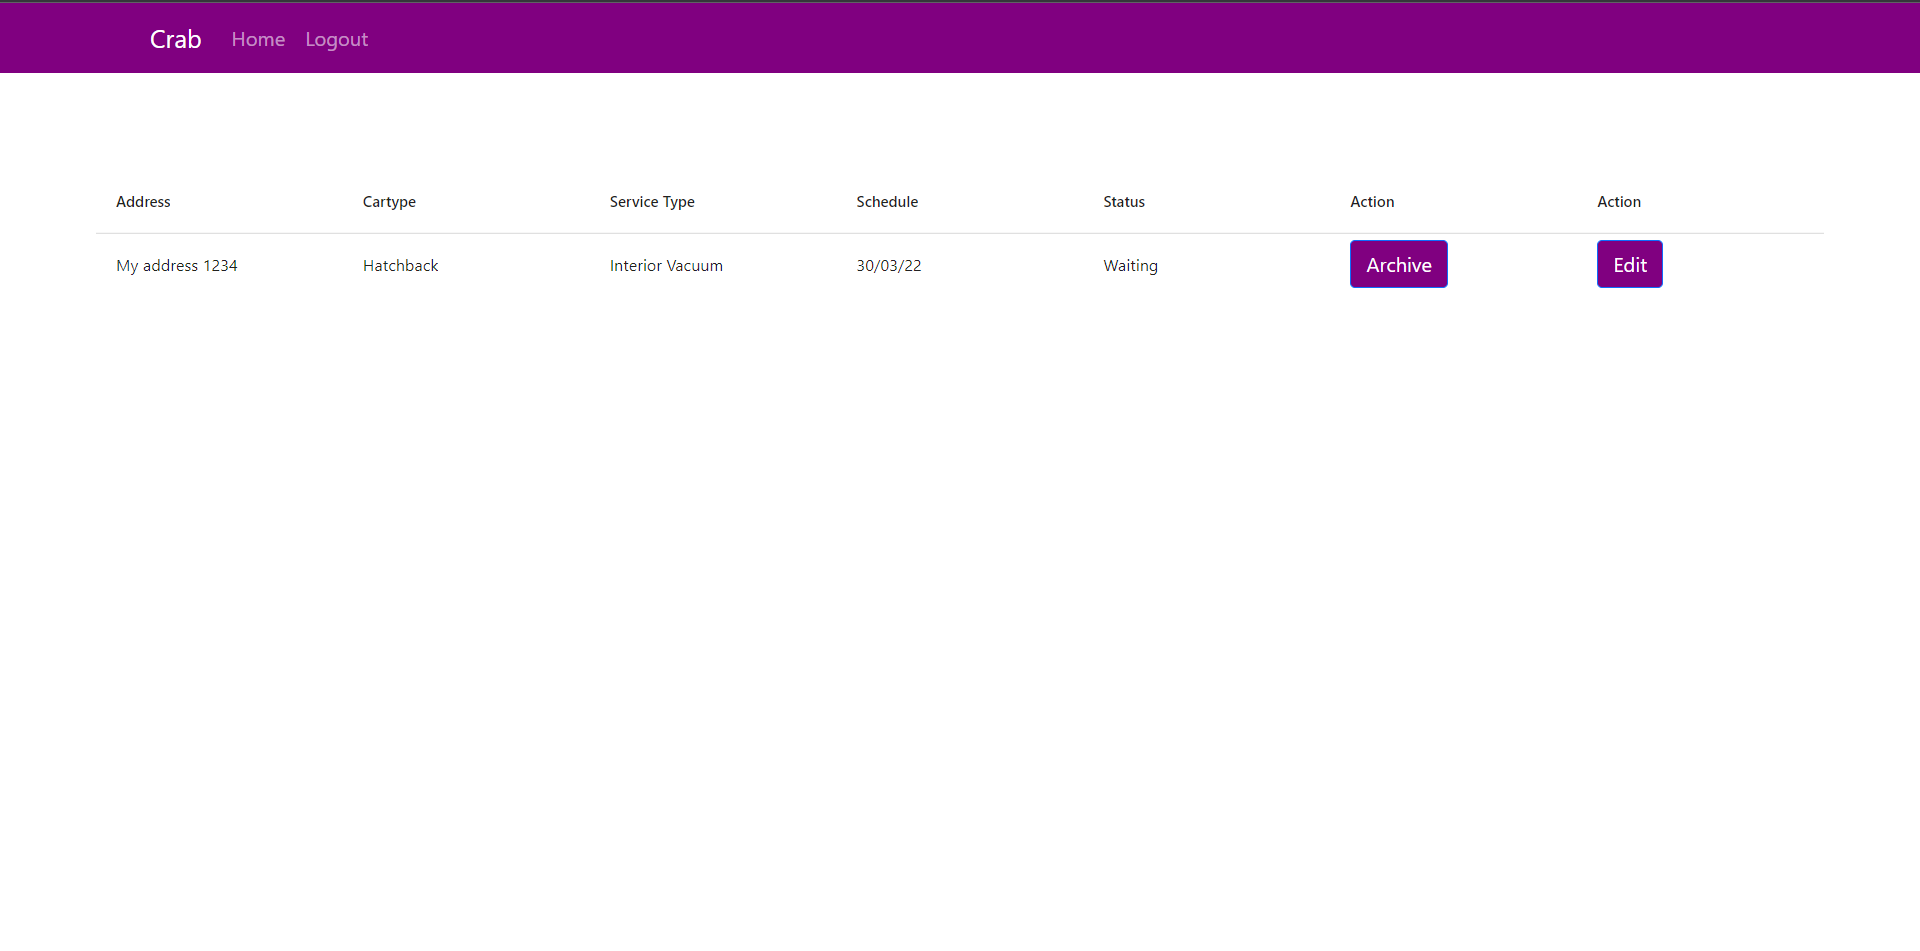 Crab Home Logout
Address Cartype Service Type Schedule Status Action Action
My address 1234 Hatchback Interior Vacuum 30/03/22 Waiting Archive Edit